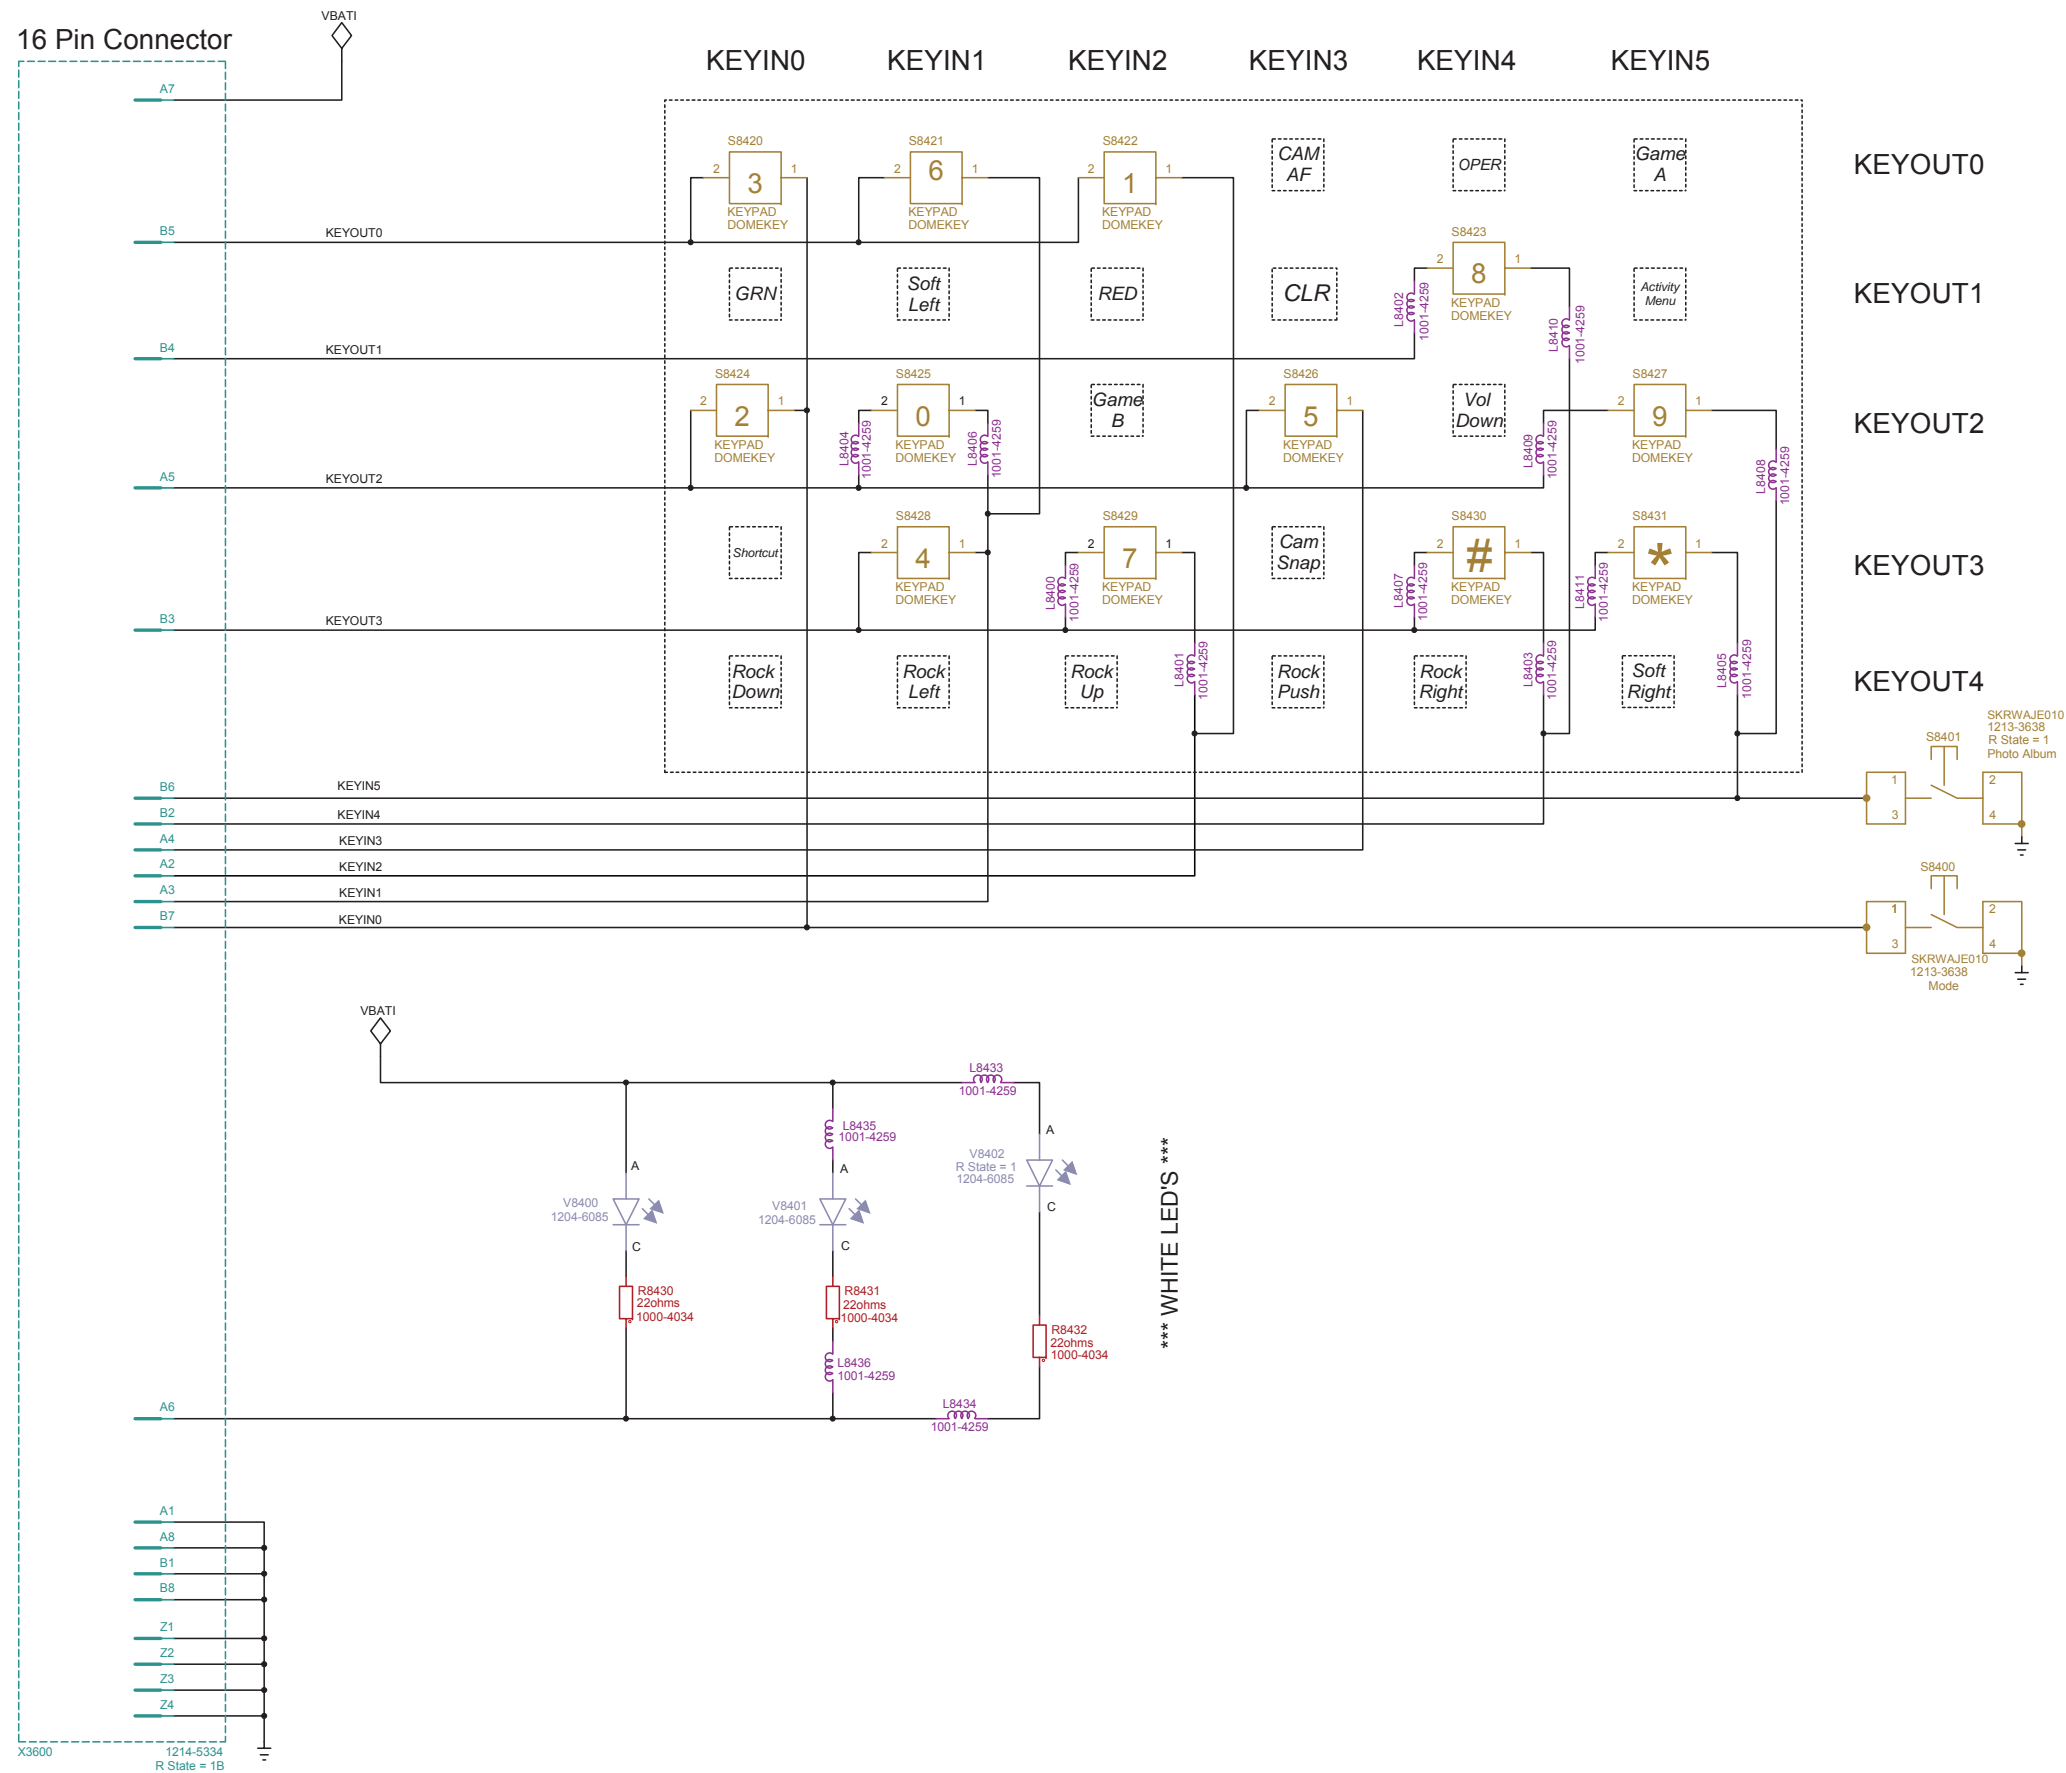 16 Pin Connector
VBATI
KEYIN0 KEYIN1 KEYIN2 KEYIN3 KEYIN4 KEYIN5
A7
S8420 S8421 S8422
2 3 1 2 6 1 2 1 1
KEYPAD KEYPAD KEYPAD
DOMEKEY DOMEKEY DOMEKEY
CAM
AF
OPER
Game
A
KEYOUT0
B5 KEYOUT0
S8423
2 8 1
KEYPAD
DOMEKEY
L8402
1001-4259
L8410
1001-4259
GRN
Soft
Left
RED
CLR
Activity
Menu
KEYOUT1
B4 KEYOUT1
S8424 S8425 S8426 S8427
2 2 1 2 0 1 2 5 1 2 9 1
KEYPAD KEYPAD KEYPAD KEYPAD
DOMEKEY DOMEKEY DOMEKEY DOMEKEY
L8404
1001-4259
L8406
1001-4259
Game
B
Vol
Down
L8409
1001-4259
L8408
1001-4259
KEYOUT2
A5 KEYOUT2
S8428 S8429 S8430 S8431
Shortcut
2 4 1 2 7 1 2 # 1 2 * 1
KEYPAD KEYPAD KEYPAD KEYPAD
DOMEKEY DOMEKEY DOMEKEY DOMEKEY
L8400
1001-4259
Cam
Snap
L8407
1001-4259
L8411
1001-4259
KEYOUT3
B3 KEYOUT3
Rock
Down
Rock
Left
Rock
Up
L8401
1001-4259
Rock
Push
Rock
Right
L8403
1001-4259
Soft
Right
L8405
1001-4259
KEYOUT4
SKRWAJE010
1213-3638
R State = 1
Photo Album
S8401
1 2
3 4
B6 KEYIN5
B2 KEYIN4
A4 KEYIN3
A2 KEYIN2
A3 KEYIN1
B7 KEYIN0
S8400
1 2
3 4
SKRWAJE010
1213-3638
Mode
VBATI
L8433
1001-4259
L8435
1001-4259
A A A
V8402
R State = 1
1204-6085
V8400
1204-6085
V8401
1204-6085
C C C
R8430
22ohms
1000-4034
R8431
22ohms
1000-4034
R8432
22ohms
1000-4034
*** WHITE LED'S ***
L8436
1001-4259
L8434
1001-4259
A6
A1
A8
B1
B8
Z1
Z2
Z3
Z4
X3600 1214-5334
R State = 1B